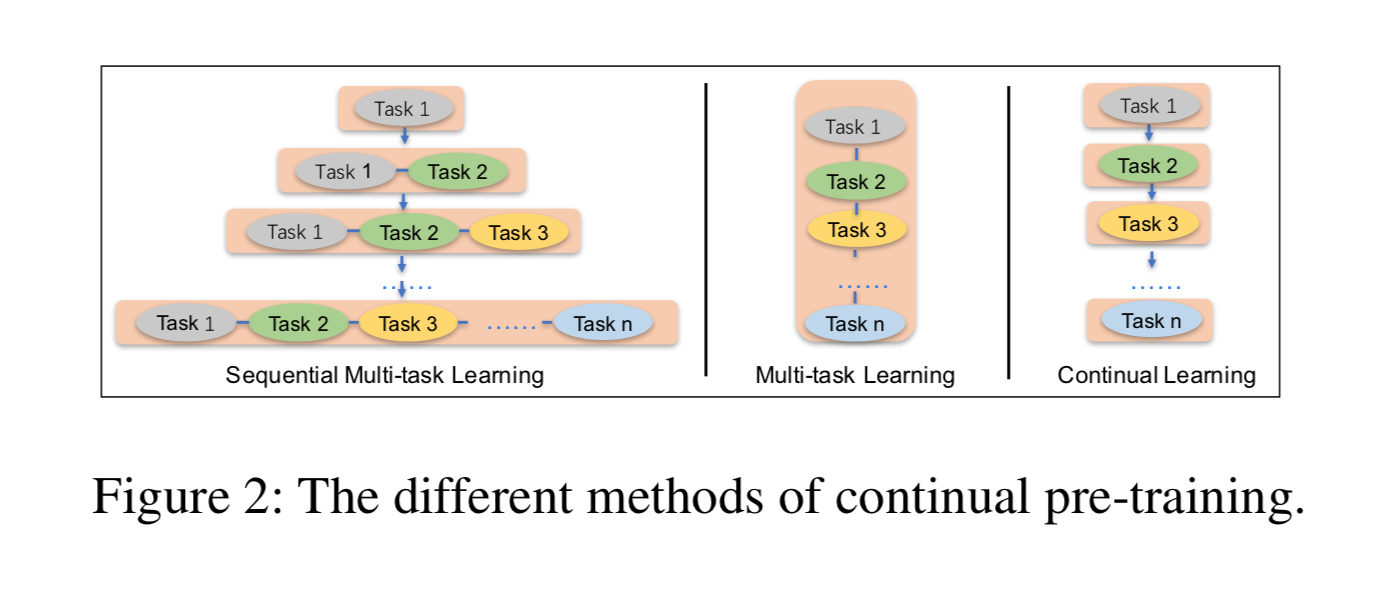 Task 1
Task 1 Task 2
Task 1 Task 2 Task 3
......
Task 1 Task 2 Task 3 ...... Task n
Sequential Multi-task Learning
Task 1
Task 2
Task 3
......
Task n
Multi-task Learning
Task 1
Task 2
Task 3
......
Task n
Continual Learning
Figure 2: The different methods of continual pre-training.